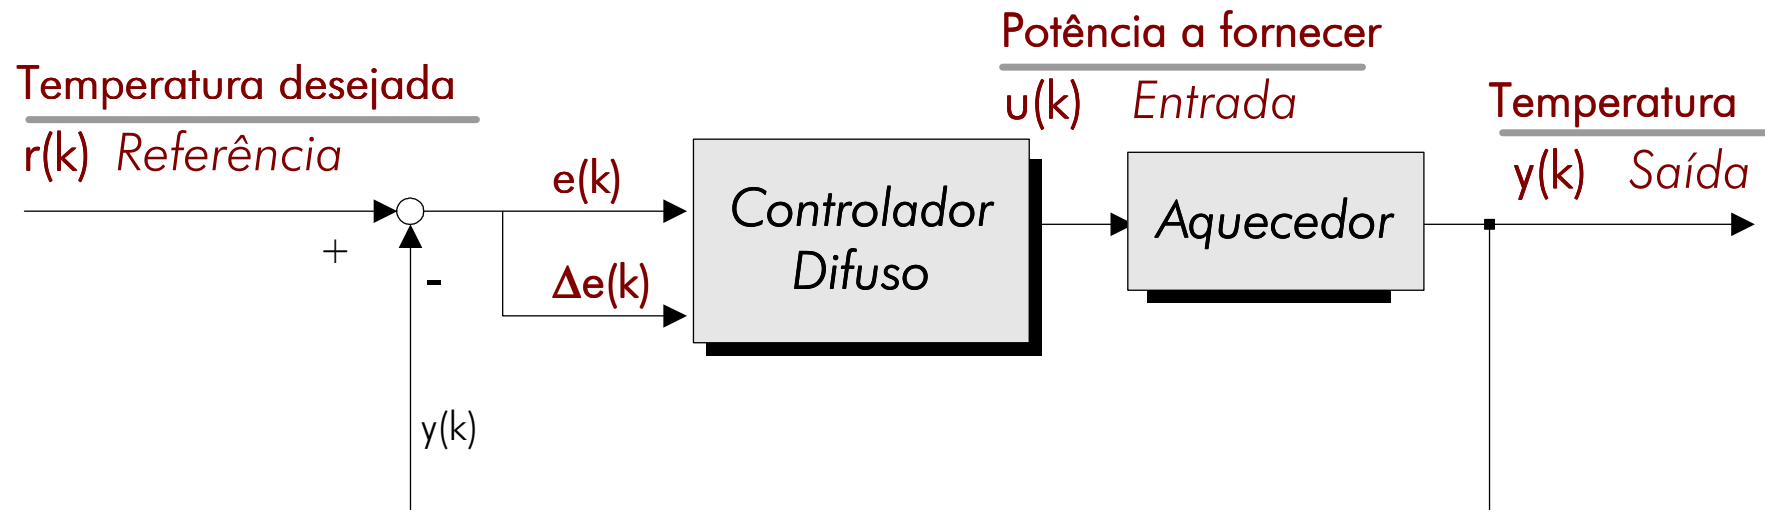 Potência a fornecer
Temperatura desejada
u(k) Entrada
Temperatura
r(k) Referência
y(k) Saída
e(k)
Controlador
Difuso
Aquecedor
+
-
Δe(k)
y(k)